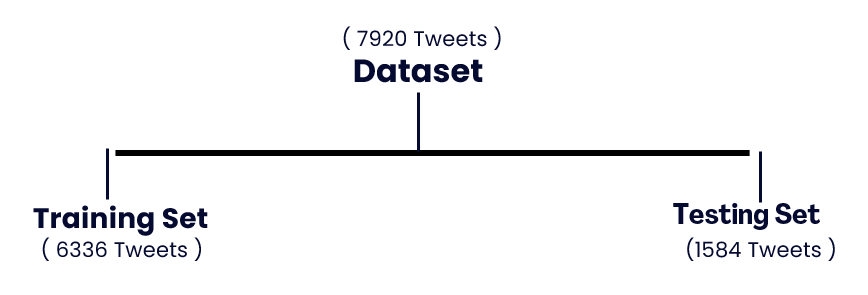 ( 7920 Tweets )
Dataset
Training Set
( 6336 Tweets )
Testing Set
(1584 Tweets )